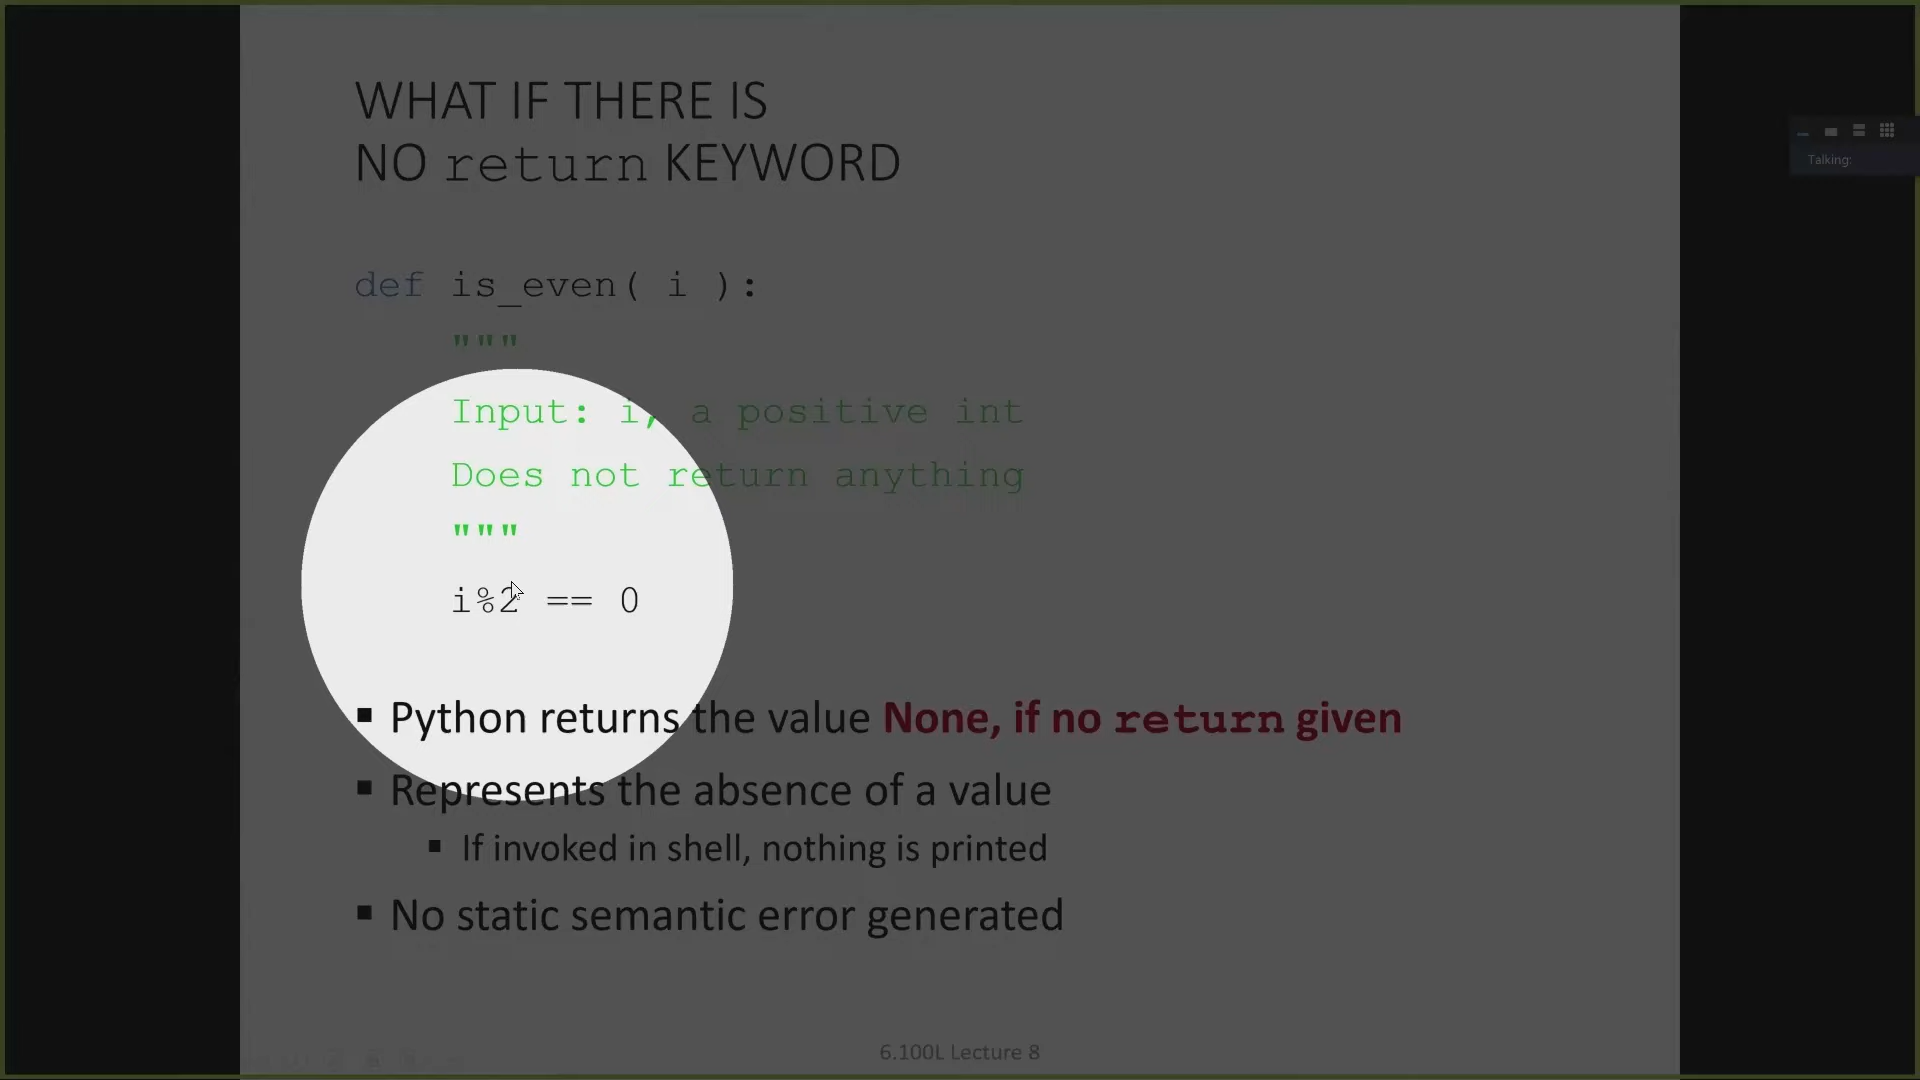 WHAT IF THERE IS
NO return KEYWORD
Talking:
def is_even( i ):
"""
Input: i, a positive int
Does not return anything
"""
i%2 == 0
▪ Python returns the value None, if no return given
▪ Represents the absence of a value
▪ If invoked in shell, nothing is printed
▪ No static semantic error generated
6.100L Lecture 8